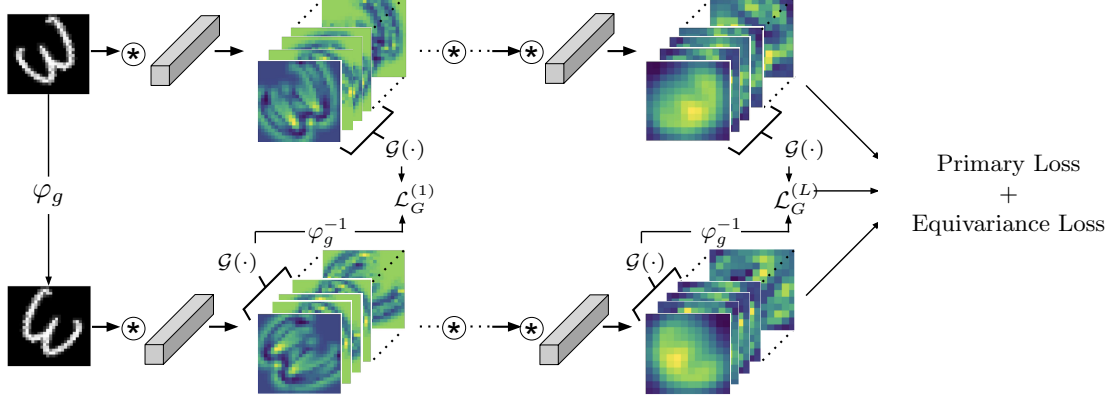 𝒢(·)
𝒢(·)
ℒ_G^(1)
ℒ_G^(L)
φ_g
φ_g^{-1}
φ_g^{-1}
𝒢(·)
𝒢(·)
Primary Loss
+
Equivariance Loss